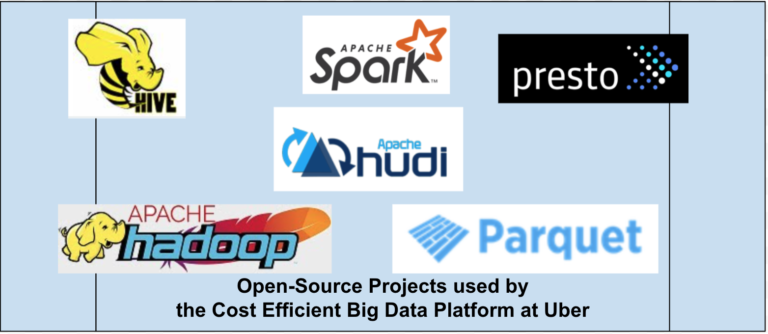 HIVE
APACHE
Spark™
presto
Apache
hudi
APACHE
hadoop
Parquet
Open-Source Projects used by
the Cost Efficient Big Data Platform at Uber